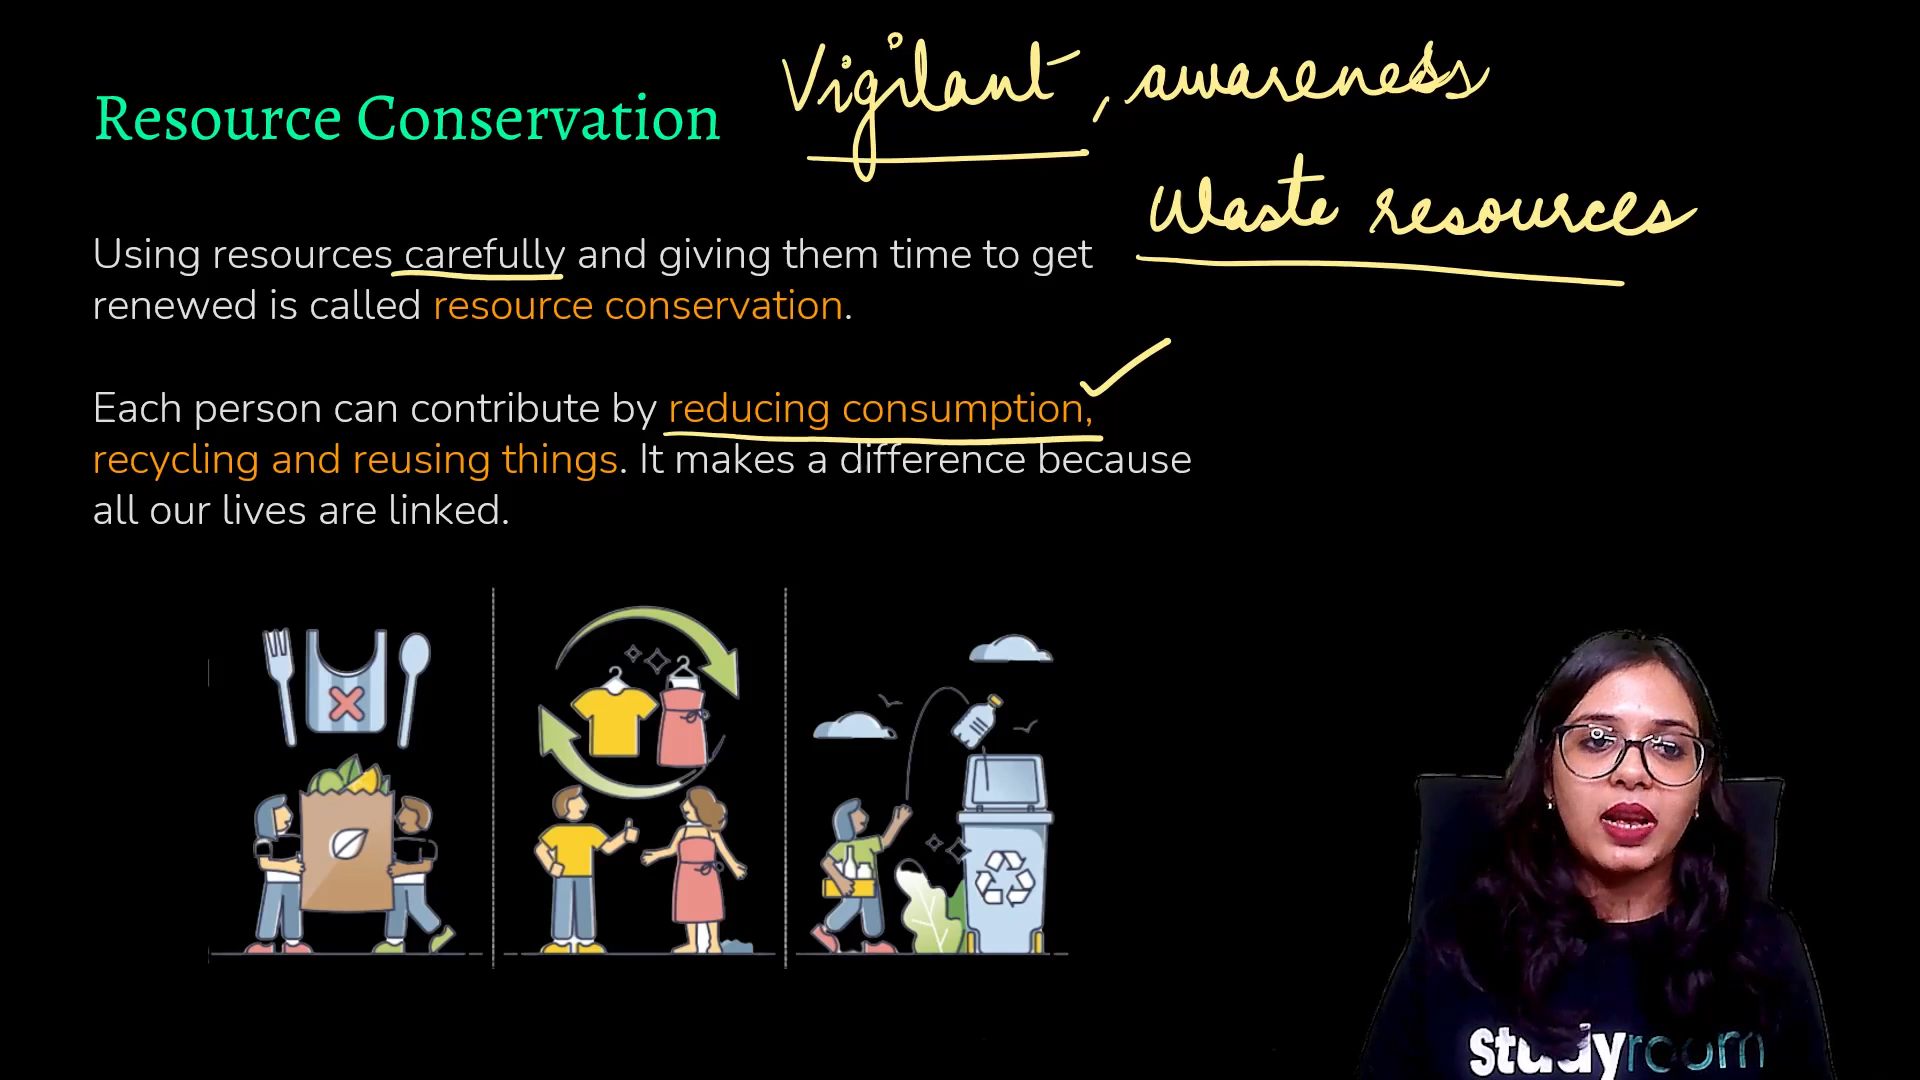 Vigilant, awareness
Resource Conservation
Waste resources
Using resources carefully and giving them time to get
renewed is called resource conservation.
Each person can contribute by reducing consumption,
recycling and reusing things. It makes a difference because
all our lives are linked.
studyroom